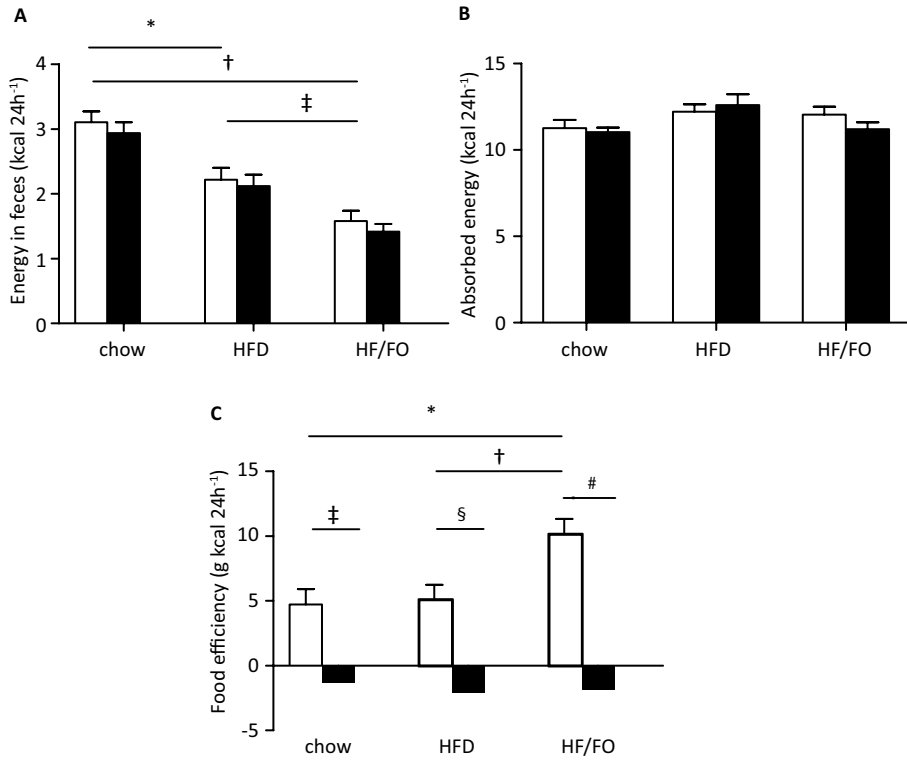 A
*
†
‡
Energy in feces (kcal 24h⁻¹)
4
3
2
1
0
chow HFD HF/FO
B
Absorbed energy (kcal 24h⁻¹)
15
10
5
0
chow HFD HF/FO
C
*
†
‡
§
#
Food efficiency (g kcal 24h⁻¹)
15
10
5
0
-5
chow HFD HF/FO